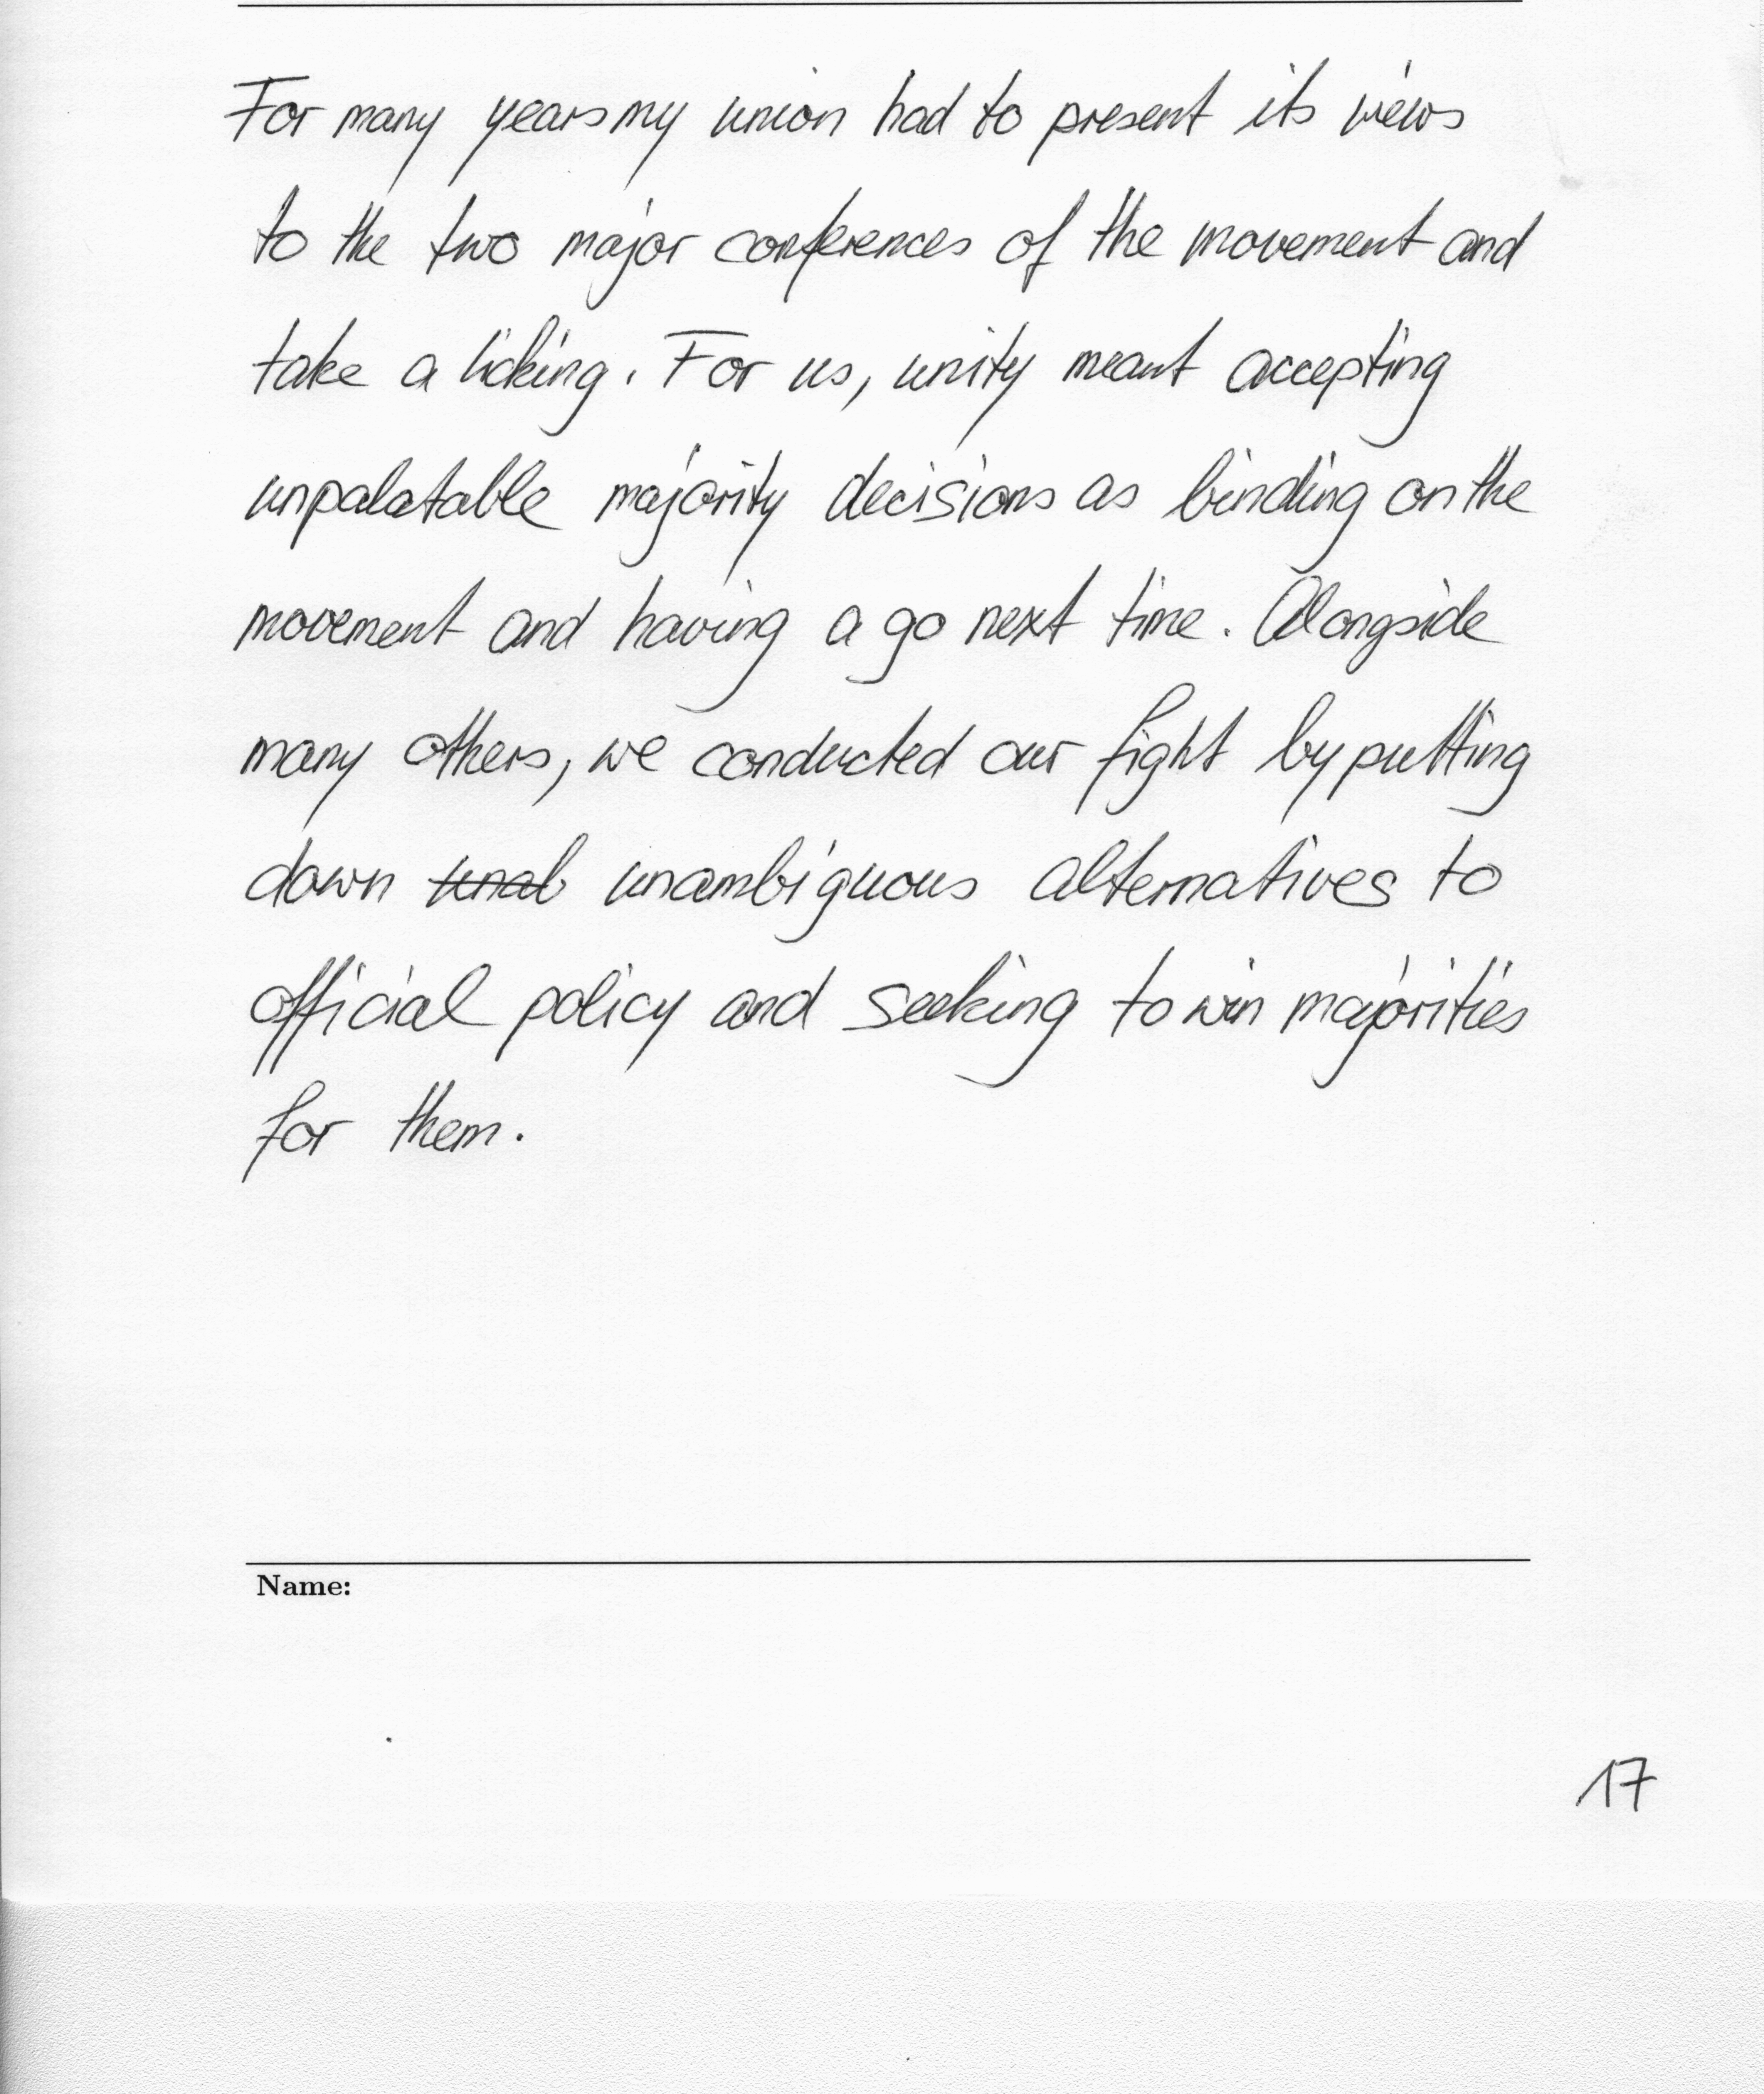 For many years my union had to present its views
to the two major conferences of the movement and
take a licking. For us, unity meant accepting
unpalatable majority decisions as binding on the
movement and having a go next time. Alongside
many others, we conducted our fight by putting
down unab unambiguous alternatives to
official policy and seeking to win majorities
for them.
Name:
17